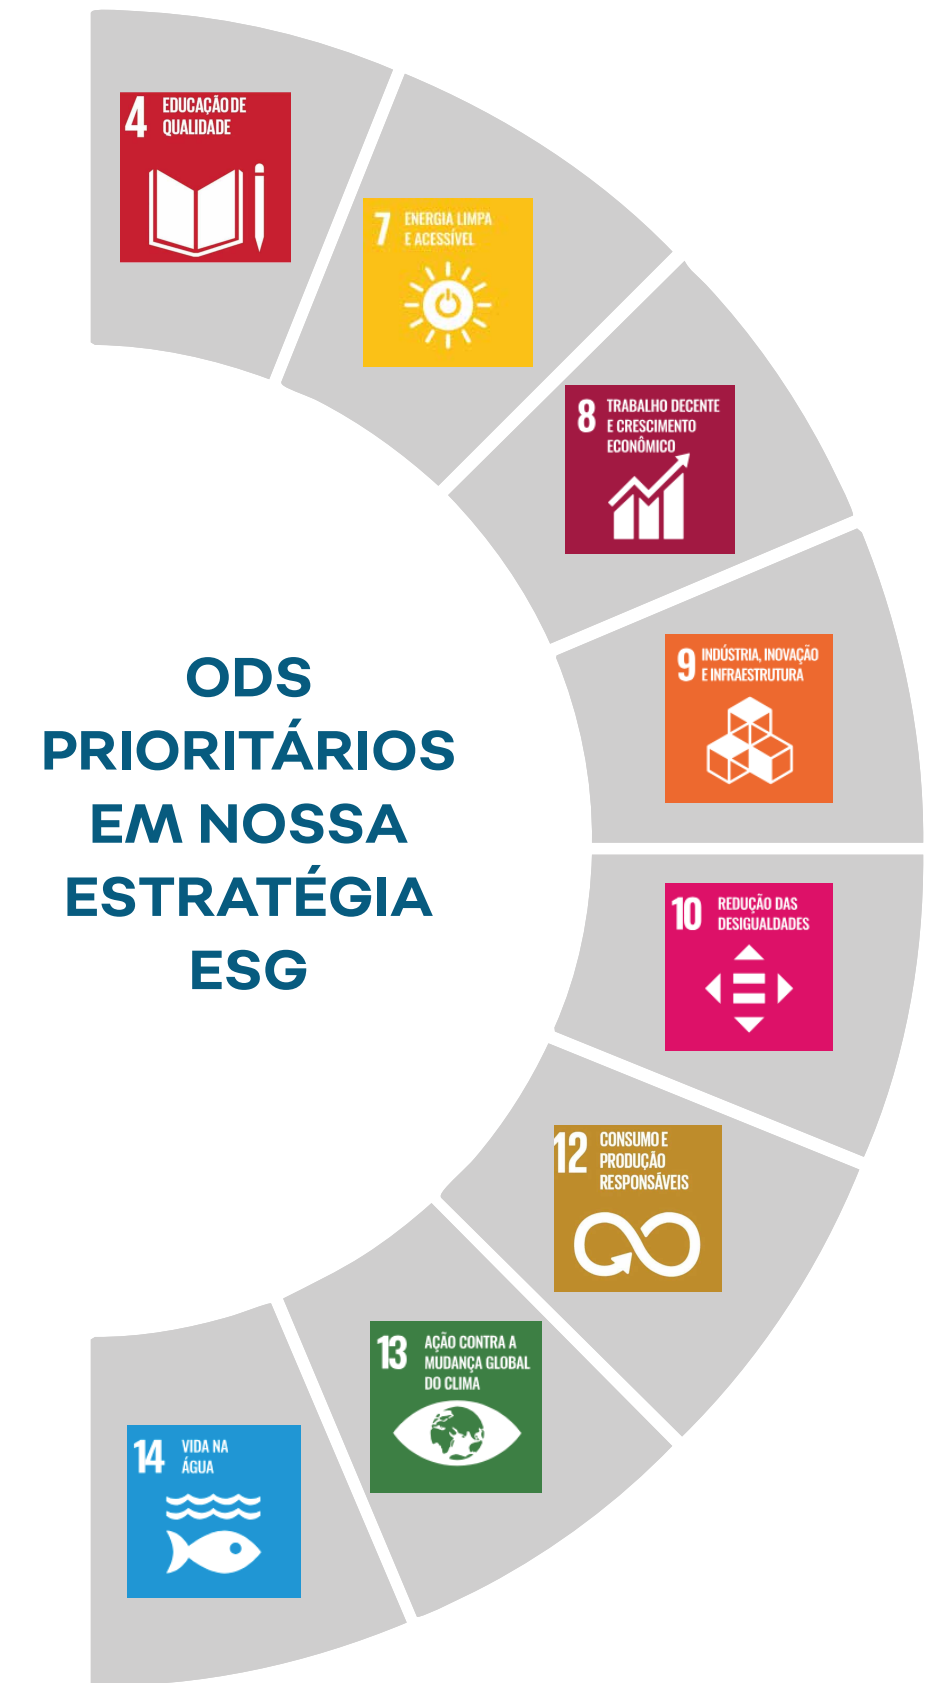 4 EDUCAÇÃO DE
QUALIDADE
7 ENERGIA LIMPA
E ACESSÍVEL
8 TRABALHO DECENTE
E CRESCIMENTO
ECONÔMICO
ODS
PRIORITÁRIOS
EM NOSSA
ESTRATÉGIA
ESG
9 INDÚSTRIA, INOVAÇÃO
E INFRAESTRUTURA
10 REDUÇÃO DAS
DESIGUALDADES
12 CONSUMO E
PRODUÇÃO
RESPONSÁVEIS
13 AÇÃO CONTRA A
MUDANÇA GLOBAL
DO CLIMA
14 VIDA NA
ÁGUA